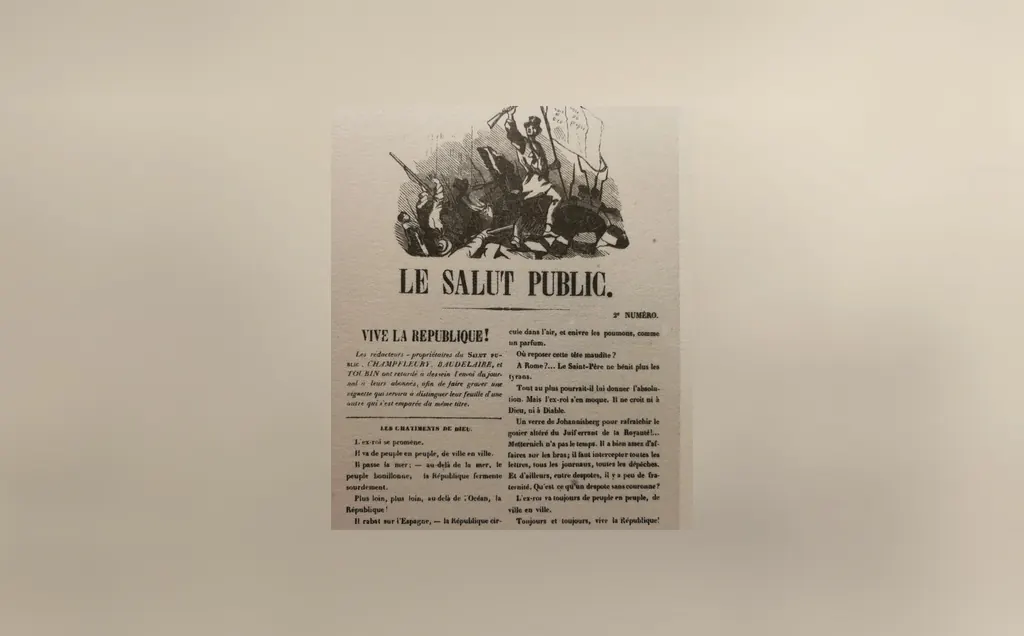 LE SALUT PUBLIC.
2e NUMÉRO.
VIVE LA REPUBLIQUE!
Les rédacteurs-propriétaires du SALUT PU-
BLIC, CHAMPFLEURY, BAUDELAIRE, et
TOUBIN ont retardé à dessein l'envoi du jour-
nal à leurs abonnés, afin de faire graver une
vignette qui servira à distinguer leur feuille d'une
autre qui s'est emparée du même titre.
LES CHATIMENTS DE DIEU.
L'ex-roi se promène.
Il va de peuple en peuple, de ville en ville.
Il passe la mer; — au-delà de la mer, le
peuple bouillonne, la République fermente
sourdement.
Plus loin, plus loin, au-delà de l'Océan, la
République!
Il rabat sur l'Espagne, — la République cir-
cule dans l'air, et enivre les poumons, comme
un parfum.
Où reposer cette tête maudite?
A Rome?... Le Saint-Père ne bénit plus les
tyrans.
Tout au plus pourrait-il lui donner l'absolu-
tion. Mais l'ex-roi s'en moque. Il ne croit ni à
Dieu, ni à Diable.
Un verre de Johannisberg pour rafraîchir le
gosier altéré du Juif errant de la Royauté!...
Metternich n'a pas le temps. Il a bien assez d'af-
faires sur les bras; il faut intercepter toutes les
lettres, tous les journaux, toutes les dépêches.
Et d'ailleurs, entre despotes, il y a peu de fra-
ternité. Qu'est ce qu'un despote sans couronne?
L'ex-roi va toujours de peuple en peuple, de
ville en ville.
Toujours et toujours, vive la République!